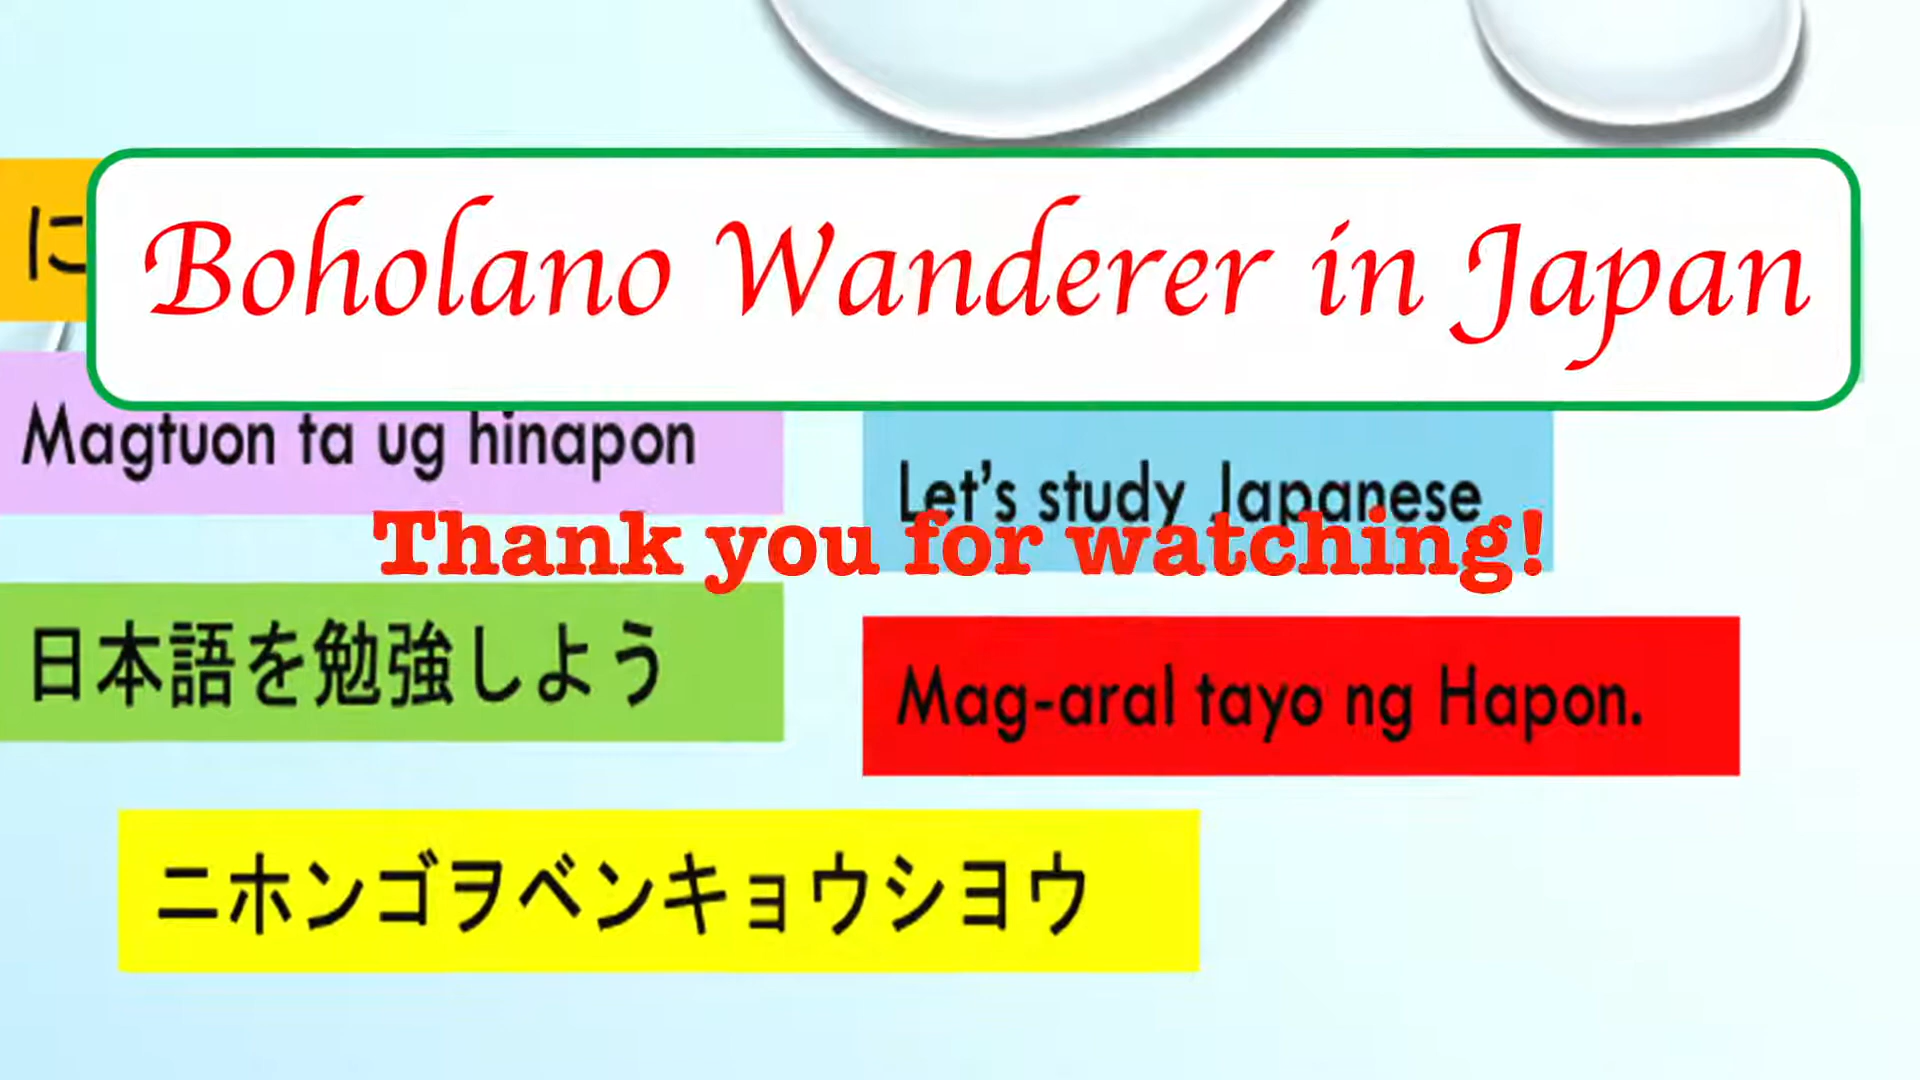 Boholano Wanderer in Japan
に
Magtuon ta ug hinapon
Let's study Japanese
Thank you for watching!
日本語を勉強しよう
Mag-aral tayo ng Hapon.
ニホンゴヲベンキョウシヨウ